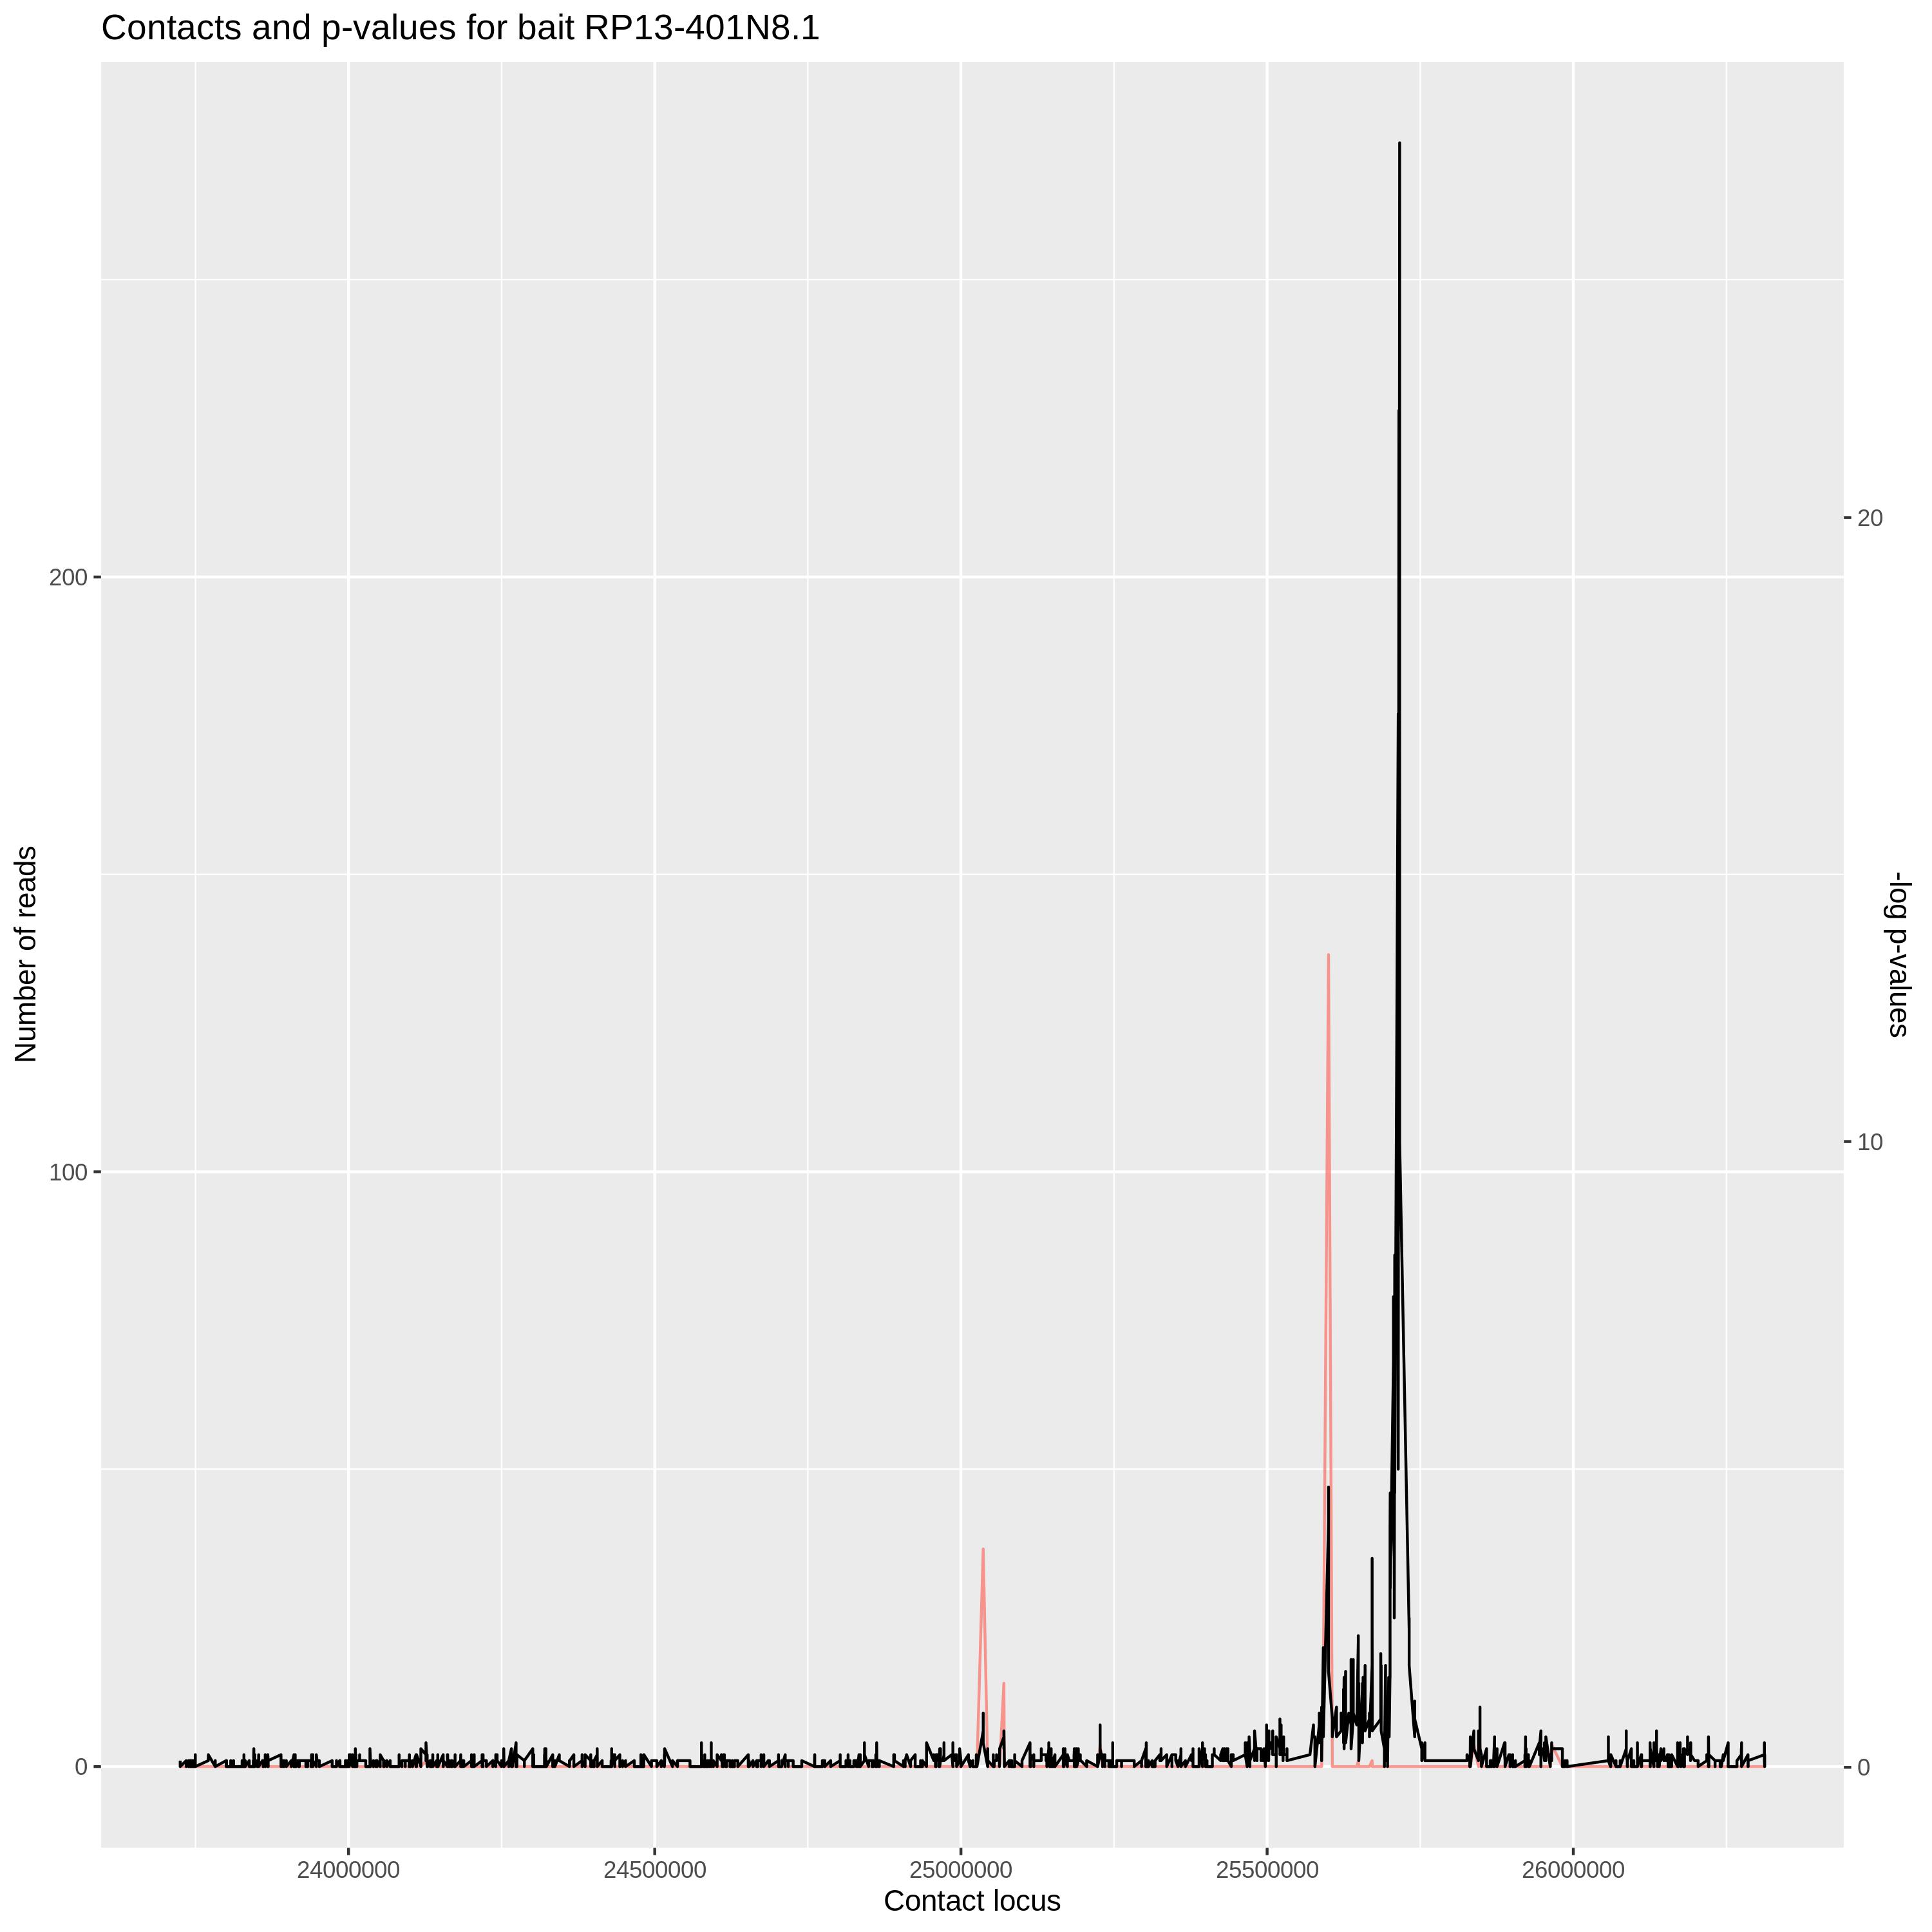 Contacts and p-values for bait RP13-401N8.1
Number of reads
200
100
0
20
10
0
-log p-values
24000000 24500000 25000000 25500000 26000000
Contact locus